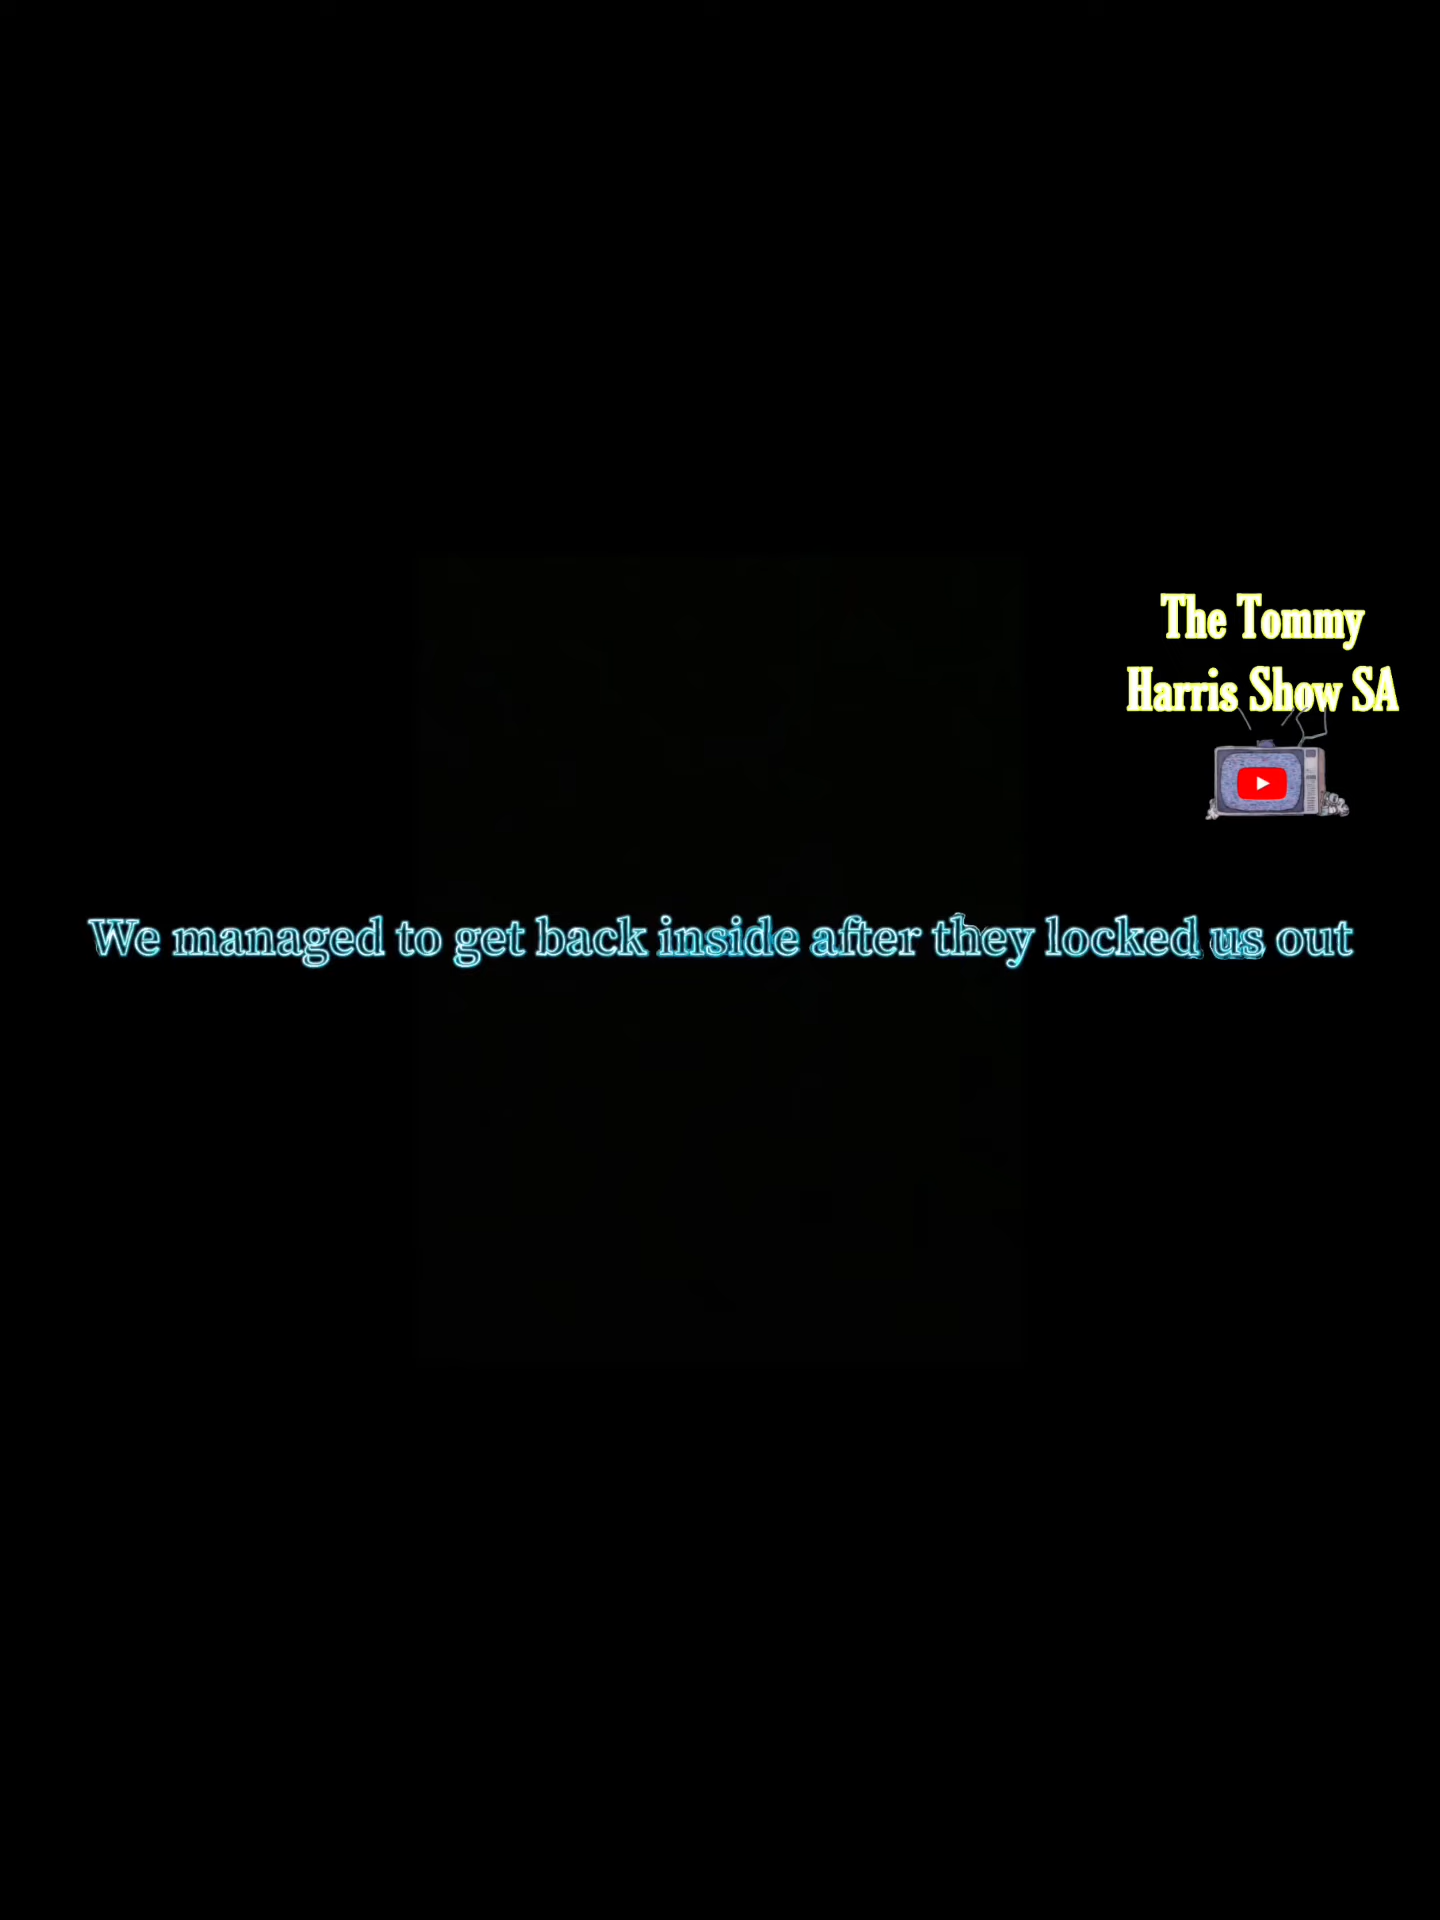 The Tommy
Harris Show SA
We managed to get back inside after they locked us out